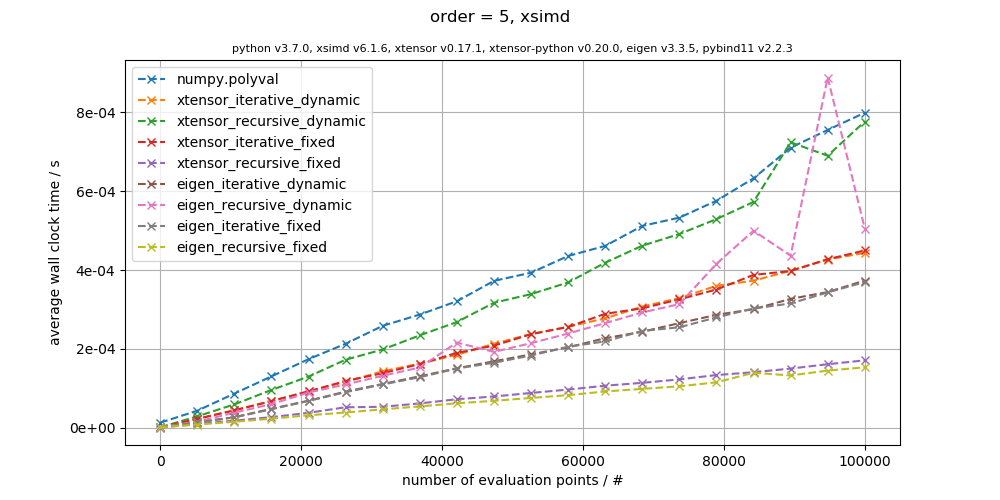 order = 5, xsimd
python v3.7.0, xsimd v6.1.6, xtensor v0.17.1, xtensor-python v0.20.0, eigen v3.3.5, pybind11 v2.2.3
numpy.polyval
xtensor_iterative_dynamic
xtensor_recursive_dynamic
xtensor_iterative_fixed
xtensor_recursive_fixed
eigen_iterative_dynamic
eigen_recursive_dynamic
eigen_iterative_fixed
eigen_recursive_fixed
average wall clock time / s
8e-04
6e-04
4e-04
2e-04
0e+00
0 20000 40000 60000 80000 100000
number of evaluation points / #